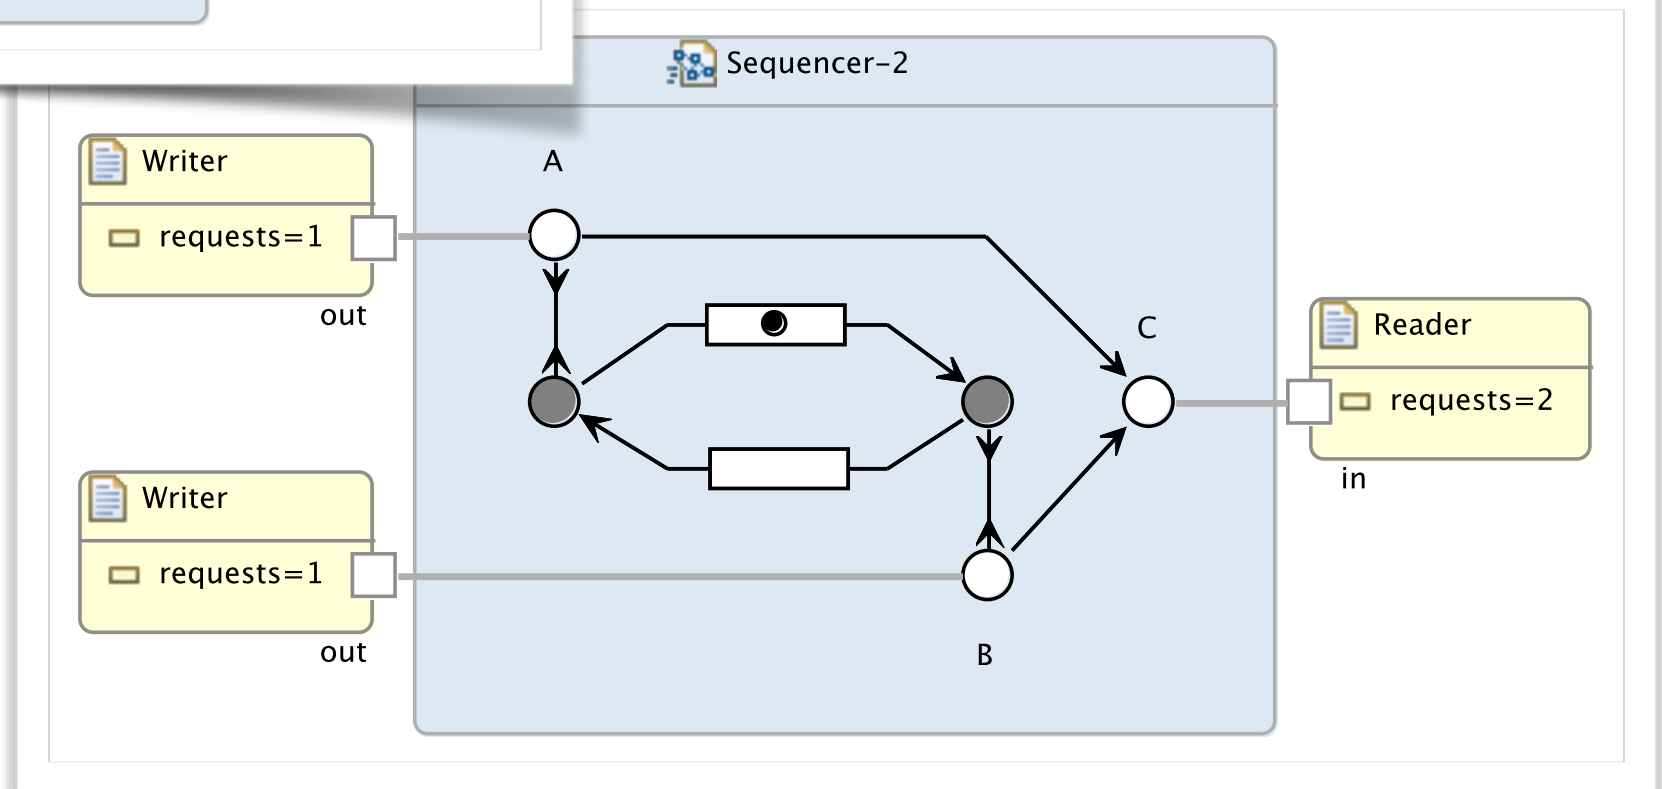 Sequencer-2
Writer
requests=1
out
A
C
Reader
requests=2
in
Writer
requests=1
out
B